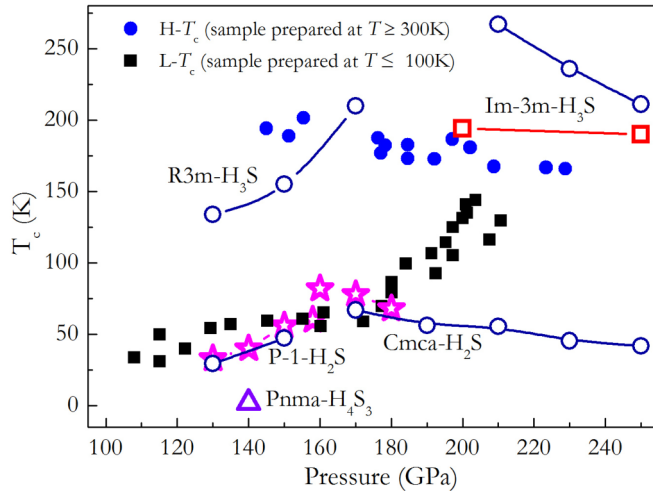 H-Tc (sample prepared at T ≥ 300K)
L-Tc (sample prepared at T ≤ 100K)
250
200
150
100
50
0
Tc (K)
Im-3m-H3S
R3m-H3S
P-1-H2S
Cmca-H2S
Pnma-H4S3
100 120 140 160 180 200 220 240
Pressure (GPa)